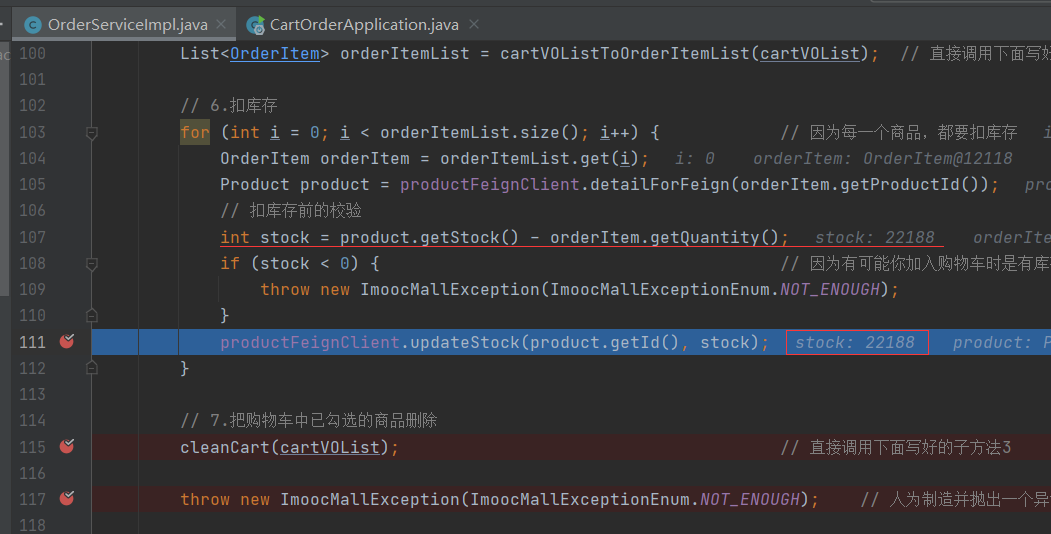 OrderServiceImpl.java CartOrderApplication.java
100 List<OrderItem> orderItemList = cartVOListToOrderItemList(cartVOList); // 直接调用下面写好
101
102 // 6.扣库存
103 for (int i = 0; i < orderItemList.size(); i++) { // 因为每一个商品，都要扣库存 i
104 OrderItem orderItem = orderItemList.get(i); i: 0 orderItem: OrderItem@12118
105 Product product = productFeignClient.detailForFeign(orderItem.getProductId()); pro
106 // 扣库存前的校验
107 int stock = product.getStock() - orderItem.getQuantity(); stock: 22188 orderIte
108 if (stock < 0) { // 因为有可能你加入购物车时是有库
109 throw new ImoocMallException(ImoocMallExceptionEnum.NOT_ENOUGH);
110 }
111 productFeignClient.updateStock(product.getId(), stock); stock: 22188 product: P
112 }
113
114 // 7.把购物车中已勾选的商品删除
115 cleanCart(cartVOList); // 直接调用下面写好的子方法3
116
117 throw new ImoocMallException(ImoocMallExceptionEnum.NOT_ENOUGH); // 人为制造并抛出一个异
118